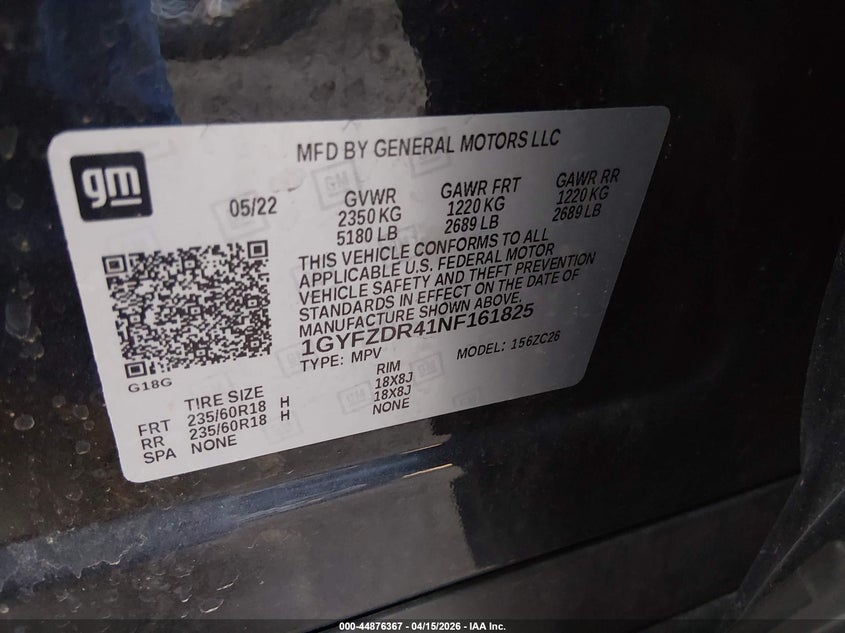 gm
MFD BY GENERAL MOTORS LLC
05/22
GVWR GAWR FRT GAWR RR
2350 KG 1220 KG 1220 KG
5180 LB 2689 LB 2689 LB
THIS VEHICLE CONFORMS TO ALL
APPLICABLE U.S. FEDERAL MOTOR
VEHICLE SAFETY AND THEFT PREVENTION
STANDARDS IN EFFECT ON THE DATE OF
MANUFACTURE SHOWN ABOVE.
1GYFZDR41NF161825
TYPE: MPV MODEL: 156ZC26
G18G
TIRE SIZE RIM
FRT 235/60R18 H 18X8J
RR 235/60R18 H 18X8J
SPA NONE NONE
000-44876367 - 04/15/2026 - IAA Inc.